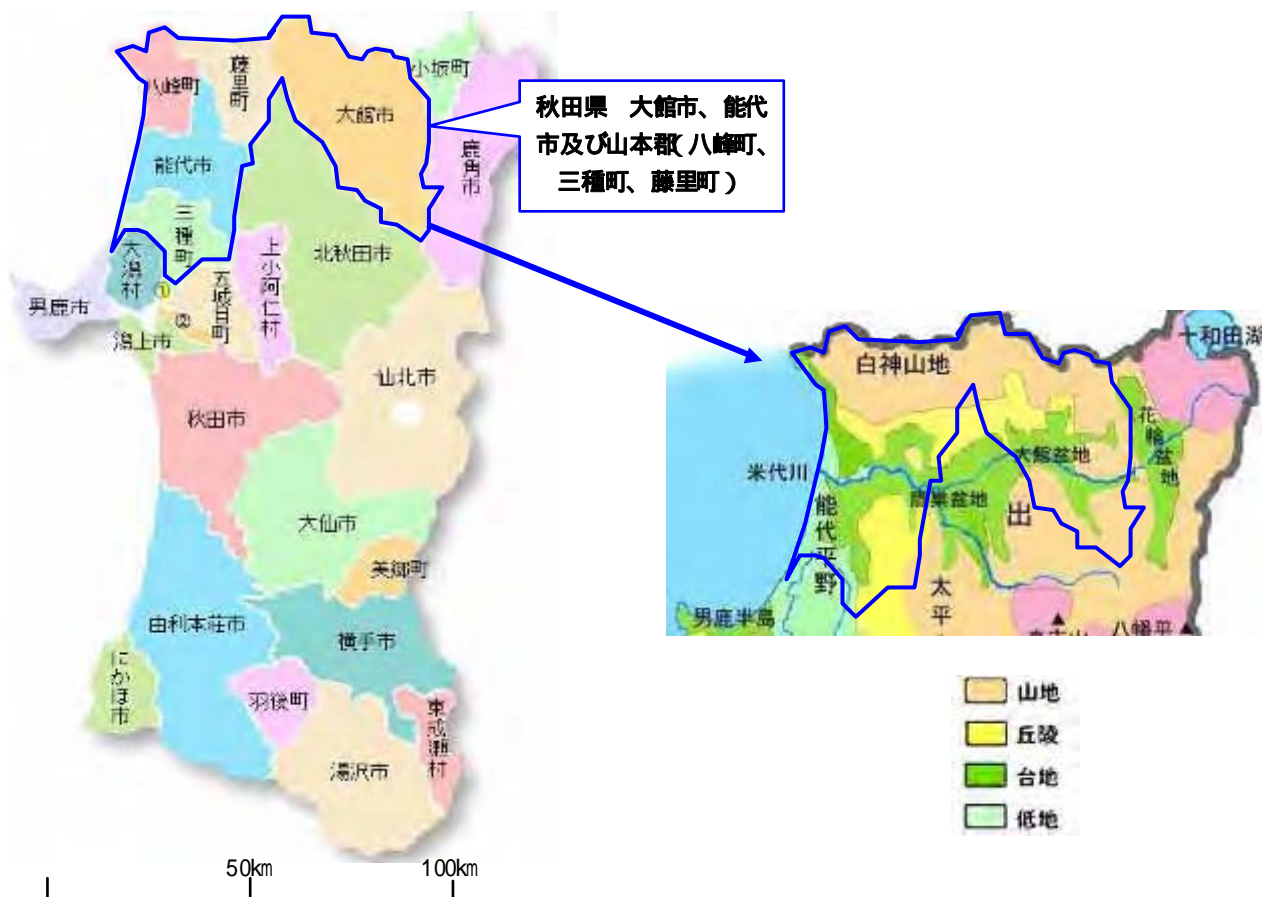 八峰町
藤里町
小坂町
大館市
鹿角市
能代市
三種町
大潟村
北秋田市
上小阿仁村
五城目町
男鹿市
①
②
潟上市
仙北市
秋田市
大仙市
美郷町
由利本荘市
横手市
にかほ市
羽後町
東成瀬村
湯沢市
50km
100km
秋田県 大館市、能代
市及び山本郡(八峰町、
三種町、藤里町)
十和田湖
白神山地
花輪盆地
大館盆地
米代川
鷹巣盆地
能代平野
出
太平
男鹿半島
八幡平
山地
丘陵
台地
低地